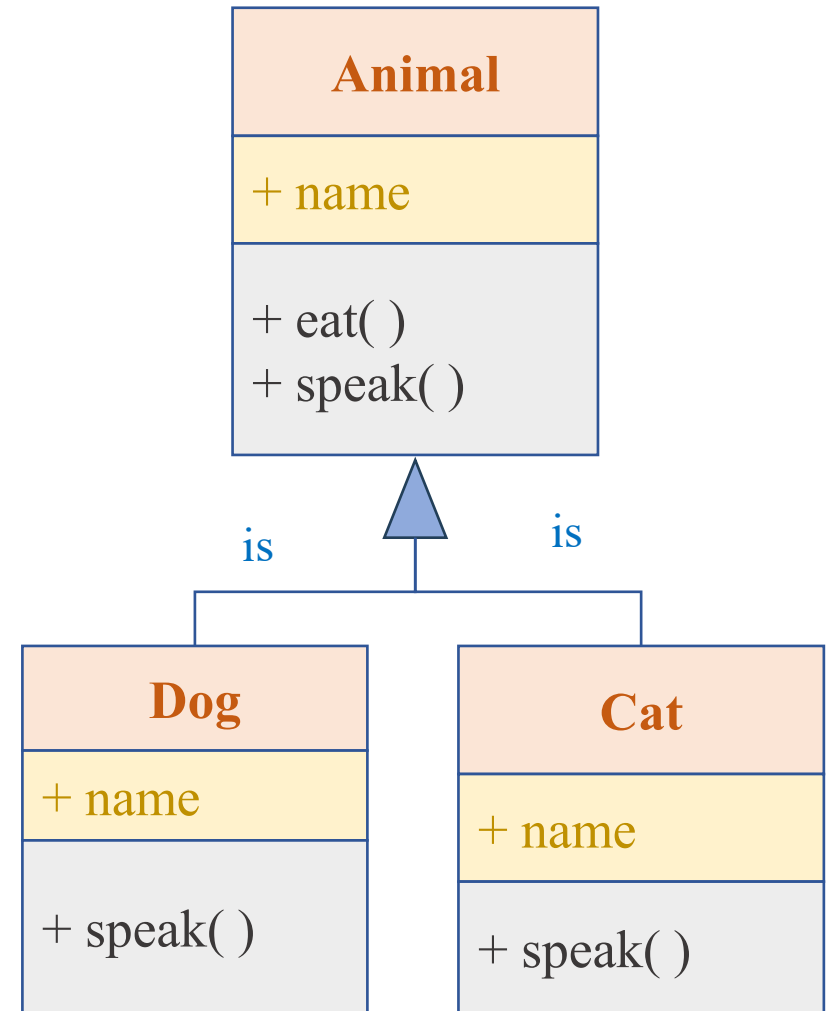 Animal
+ name
+ eat( )
+ speak( )
is
is
Dog
+ name
+ speak( )
Cat
+ name
+ speak( )